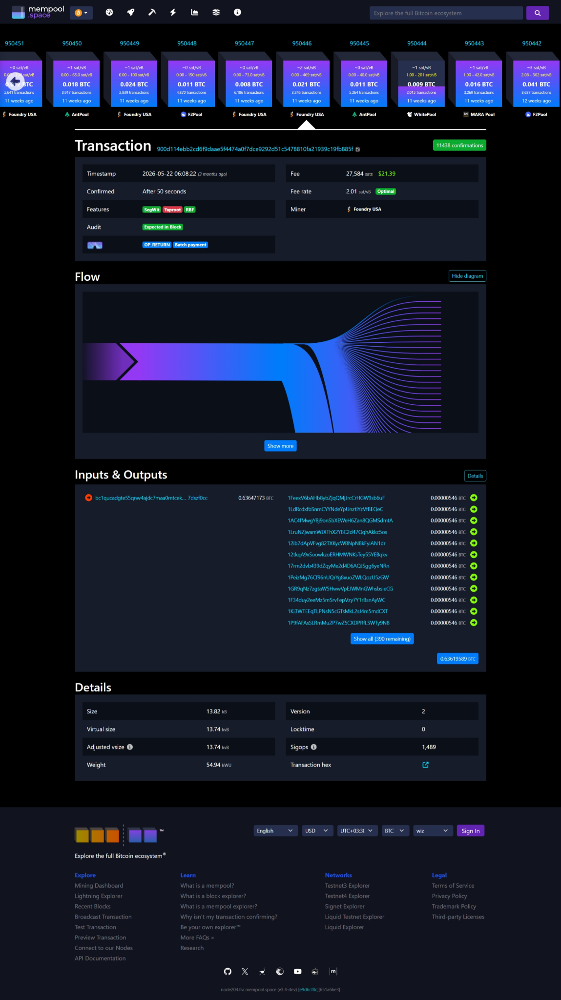 mempool
.space
Explore the full Bitcoin ecosystem
950451
950450
950449
950448
950447
950446
950445
950444
950443
950442
~0 sat/vB
5,641 transactions
11 weeks ago
Foundry USA
~1 sat/vB
0.00 - 65.0 sat/vB
0.018 BTC
3,917 transactions
11 weeks ago
AntPool
~1 sat/vB
0.00 - 100 sat/vB
0.024 BTC
2,839 transactions
11 weeks ago
Foundry USA
~0 sat/vB
0.00 - 150 sat/vB
0.011 BTC
4,870 transactions
11 weeks ago
F2Pool
~0 sat/vB
0.00 - 73.0 sat/vB
0.008 BTC
6,186 transactions
11 weeks ago
Foundry USA
~2 sat/vB
0.00 - 469 sat/vB
0.021 BTC
3,246 transactions
11 weeks ago
Foundry USA
~0 sat/vB
0.00 - 40.0 sat/vB
0.011 BTC
5,264 transactions
11 weeks ago
AntPool
~1 sat/vB
1.00 - 201 sat/vB
0.009 BTC
2,015 transactions
11 weeks ago
WhitePool
~1 sat/vB
1.00 - 42.0 sat/vB
0.016 BTC
3,269 transactions
11 weeks ago
MARA Pool
~3 sat/vB
2.08 - 302 sat/vB
0.041 BTC
3,637 transactions
12 weeks ago
F2Pool
Transaction 900d114ebb2cd6f9daae5f4474a0f7dce9292d51c5478810fa21939c19fb885f
11438 confirmations
Timestamp 2026-05-22 06:08:22 (3 months ago)
Confirmed After 50 seconds
Features SegWit Taproot RBF
Audit Expected in Block
OP_RETURN Batch payment
Fee 27,584 sats $21.39
Fee rate 2.01 sat/vB Optimal
Miner Foundry USA
Flow
Hide diagram
Show more
Inputs & Outputs
Details
bc1qucadgte55qnw4ajdc7maa0mtcek... 7dszf0cc 0.63647173 BTC
1FeexV6bAHb8ybZjqQMjJrcCrHGW9sb6uF 0.00000546 BTC
1LdRcdxfbSnmCYYNdeYpUnztiYzVfBEQeC 0.00000546 BTC
1AC4fMwgY8j9onSbXEWeH6Zan8QGMSdmtA 0.00000546 BTC
1LruNZjwamWJXThX2Y8C2d47QqhAkkc5os 0.00000546 BTC
12ib7dApVFvg82TXKycWBNpN8kFyiAN1dr 0.00000546 BTC
12tkqA9xSoowkzoERHMWNKsTey55YEBqkv 0.00000546 BTC
17rm2dvb439dZqyMe2d4D6AQJSgg6yeNRn 0.00000546 BTC
1PeizMg76Cf96nUQrYg8xuoZWLQozU5zGW 0.00000546 BTC
1GR9qNz7zgtaW5HwwVpEJWMnGWhsbsieCG 0.00000546 BTC
1F34duy2eeMz5mSrvFepVzy7Y1rBsnAyWC 0.00000546 BTC
1Ki3WTEEqTLPNsN5cGTsMkL2sJ4m5mdCXT 0.00000546 BTC
1P9fAFAsSLRmMu2P7wZ5CXDPRfLSWTy9N8 0.00000546 BTC
Show all (390 remaining)
0.63619589 BTC
Details
Size 13.82 kB
Virtual size 13.74 kvB
Adjusted vsize 13.74 kvB
Weight 54.94 kWU
Version 2
Locktime 0
Sigops 1,489
Transaction hex
™
Explore the full Bitcoin ecosystem®
English
USD
UTC+03:3(
BTC
wiz
Sign In
Explore
Mining Dashboard
Lightning Explorer
Recent Blocks
Broadcast Transaction
Test Transaction
Preview Transaction
Connect to our Nodes
API Documentation
Learn
What is a mempool?
What is a block explorer?
What is a mempool explorer?
Why isn't my transaction confirming?
Be your own explorer™
More FAQs »
Research
Networks
Testnet3 Explorer
Testnet4 Explorer
Signet Explorer
Liquid Testnet Explorer
Liquid Explorer
Legal
Terms of Service
Privacy Policy
Trademark Policy
Third-party Licenses
|m|
node204.fra.mempool.space (v3.4-dev) [e9d6cf8c][651a66e3]